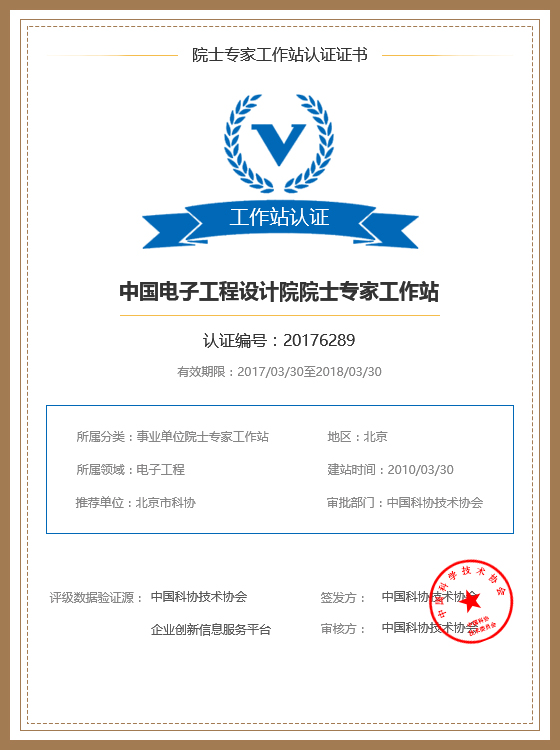 院士专家工作站认证证书
V
工作站认证
中国电子工程设计院院士专家工作站
认证编号：20176289
有效期限：2017/03/30至2018/03/30
所属分类：事业单位院士专家工作站
地区：北京
所属领域：电子工程
建站时间：2010/03/30
推荐单位：北京市科协
审批部门：中国科协技术协会
评级数据验证源： 中国科协技术协会
签发方： 中国科协技术协会
企业创新信息服务平台
审核方： 中国科协技术协会
中国科学技术协会